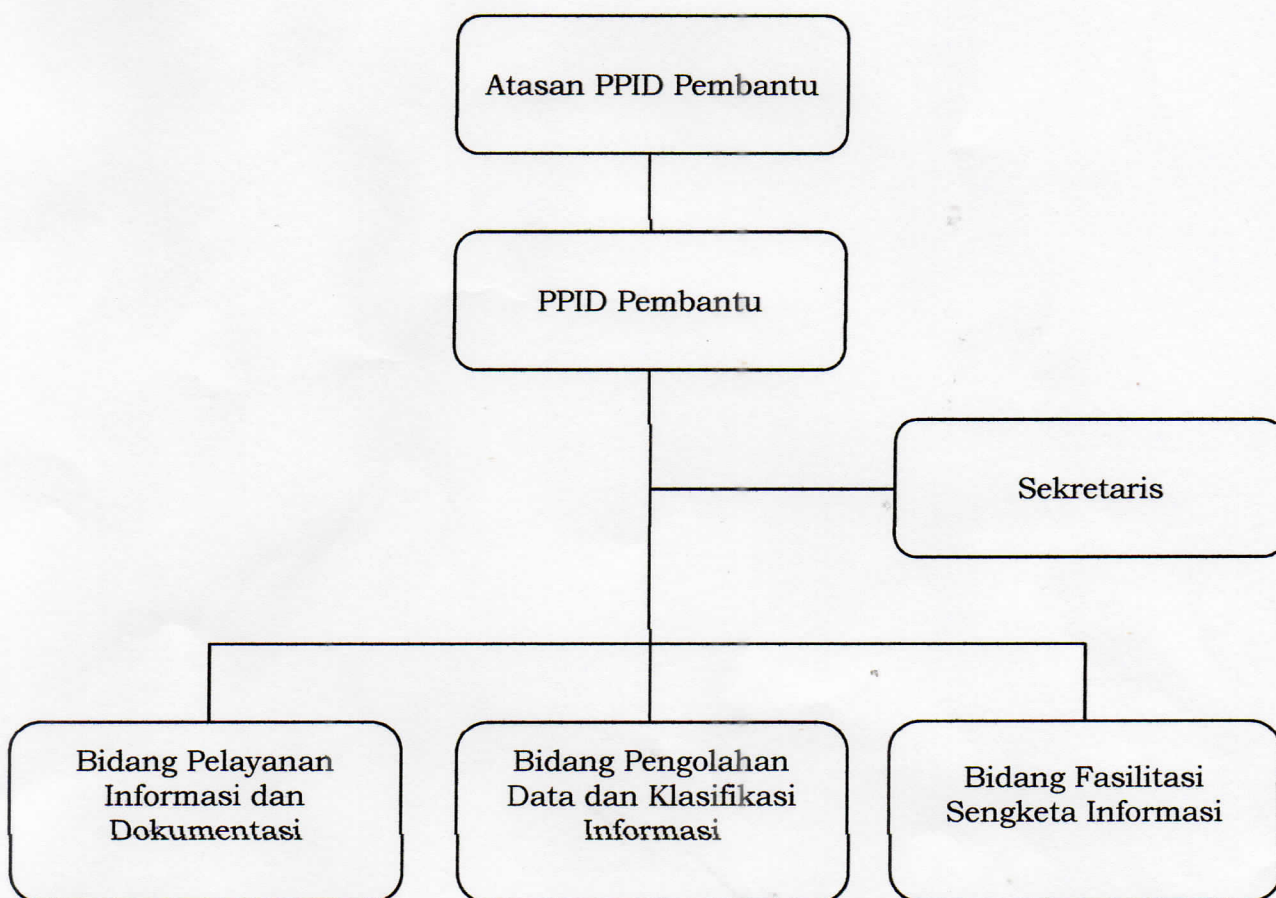 Atasan PPID Pembantu
PPID Pembantu
Sekretaris
Bidang Pelayanan
Informasi dan
Dokumentasi
Bidang Pengolahan
Data dan Klasifikasi
Informasi
Bidang Fasilitasi
Sengketa Informasi